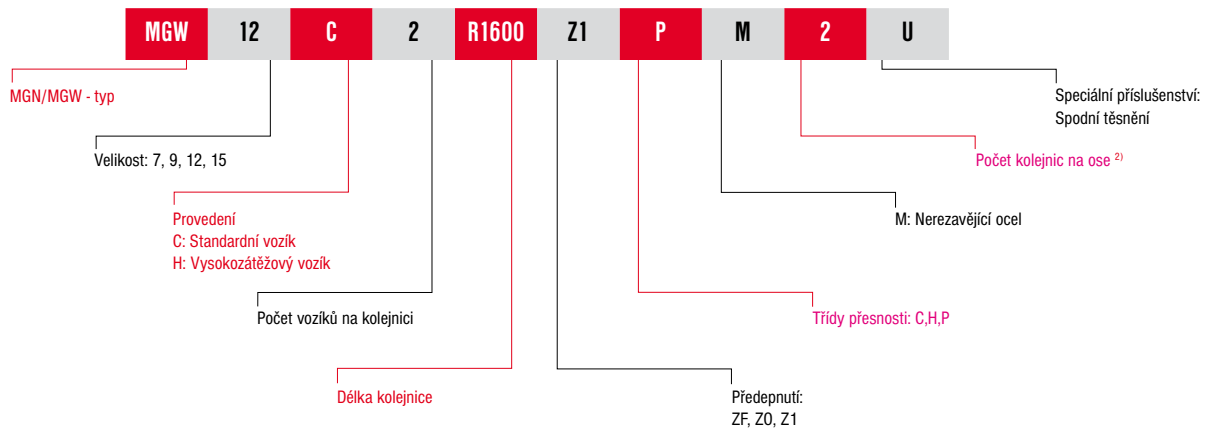 MGW 12 C 2 R1600 Z1 P M 2 U
MGN/MGW - typ
Speciální příslušenství:
Spodní těsnění
Velikost: 7, 9, 12, 15
Počet kolejnic na ose 2)
Provedení
C: Standardní vozík
H: Vysokozátěžový vozík
M: Nerezavějící ocel
Počet vozíků na kolejnici
Třídy přesnosti: C,H,P
Délka kolejnice
Předepnutí:
ZF, Z0, Z1